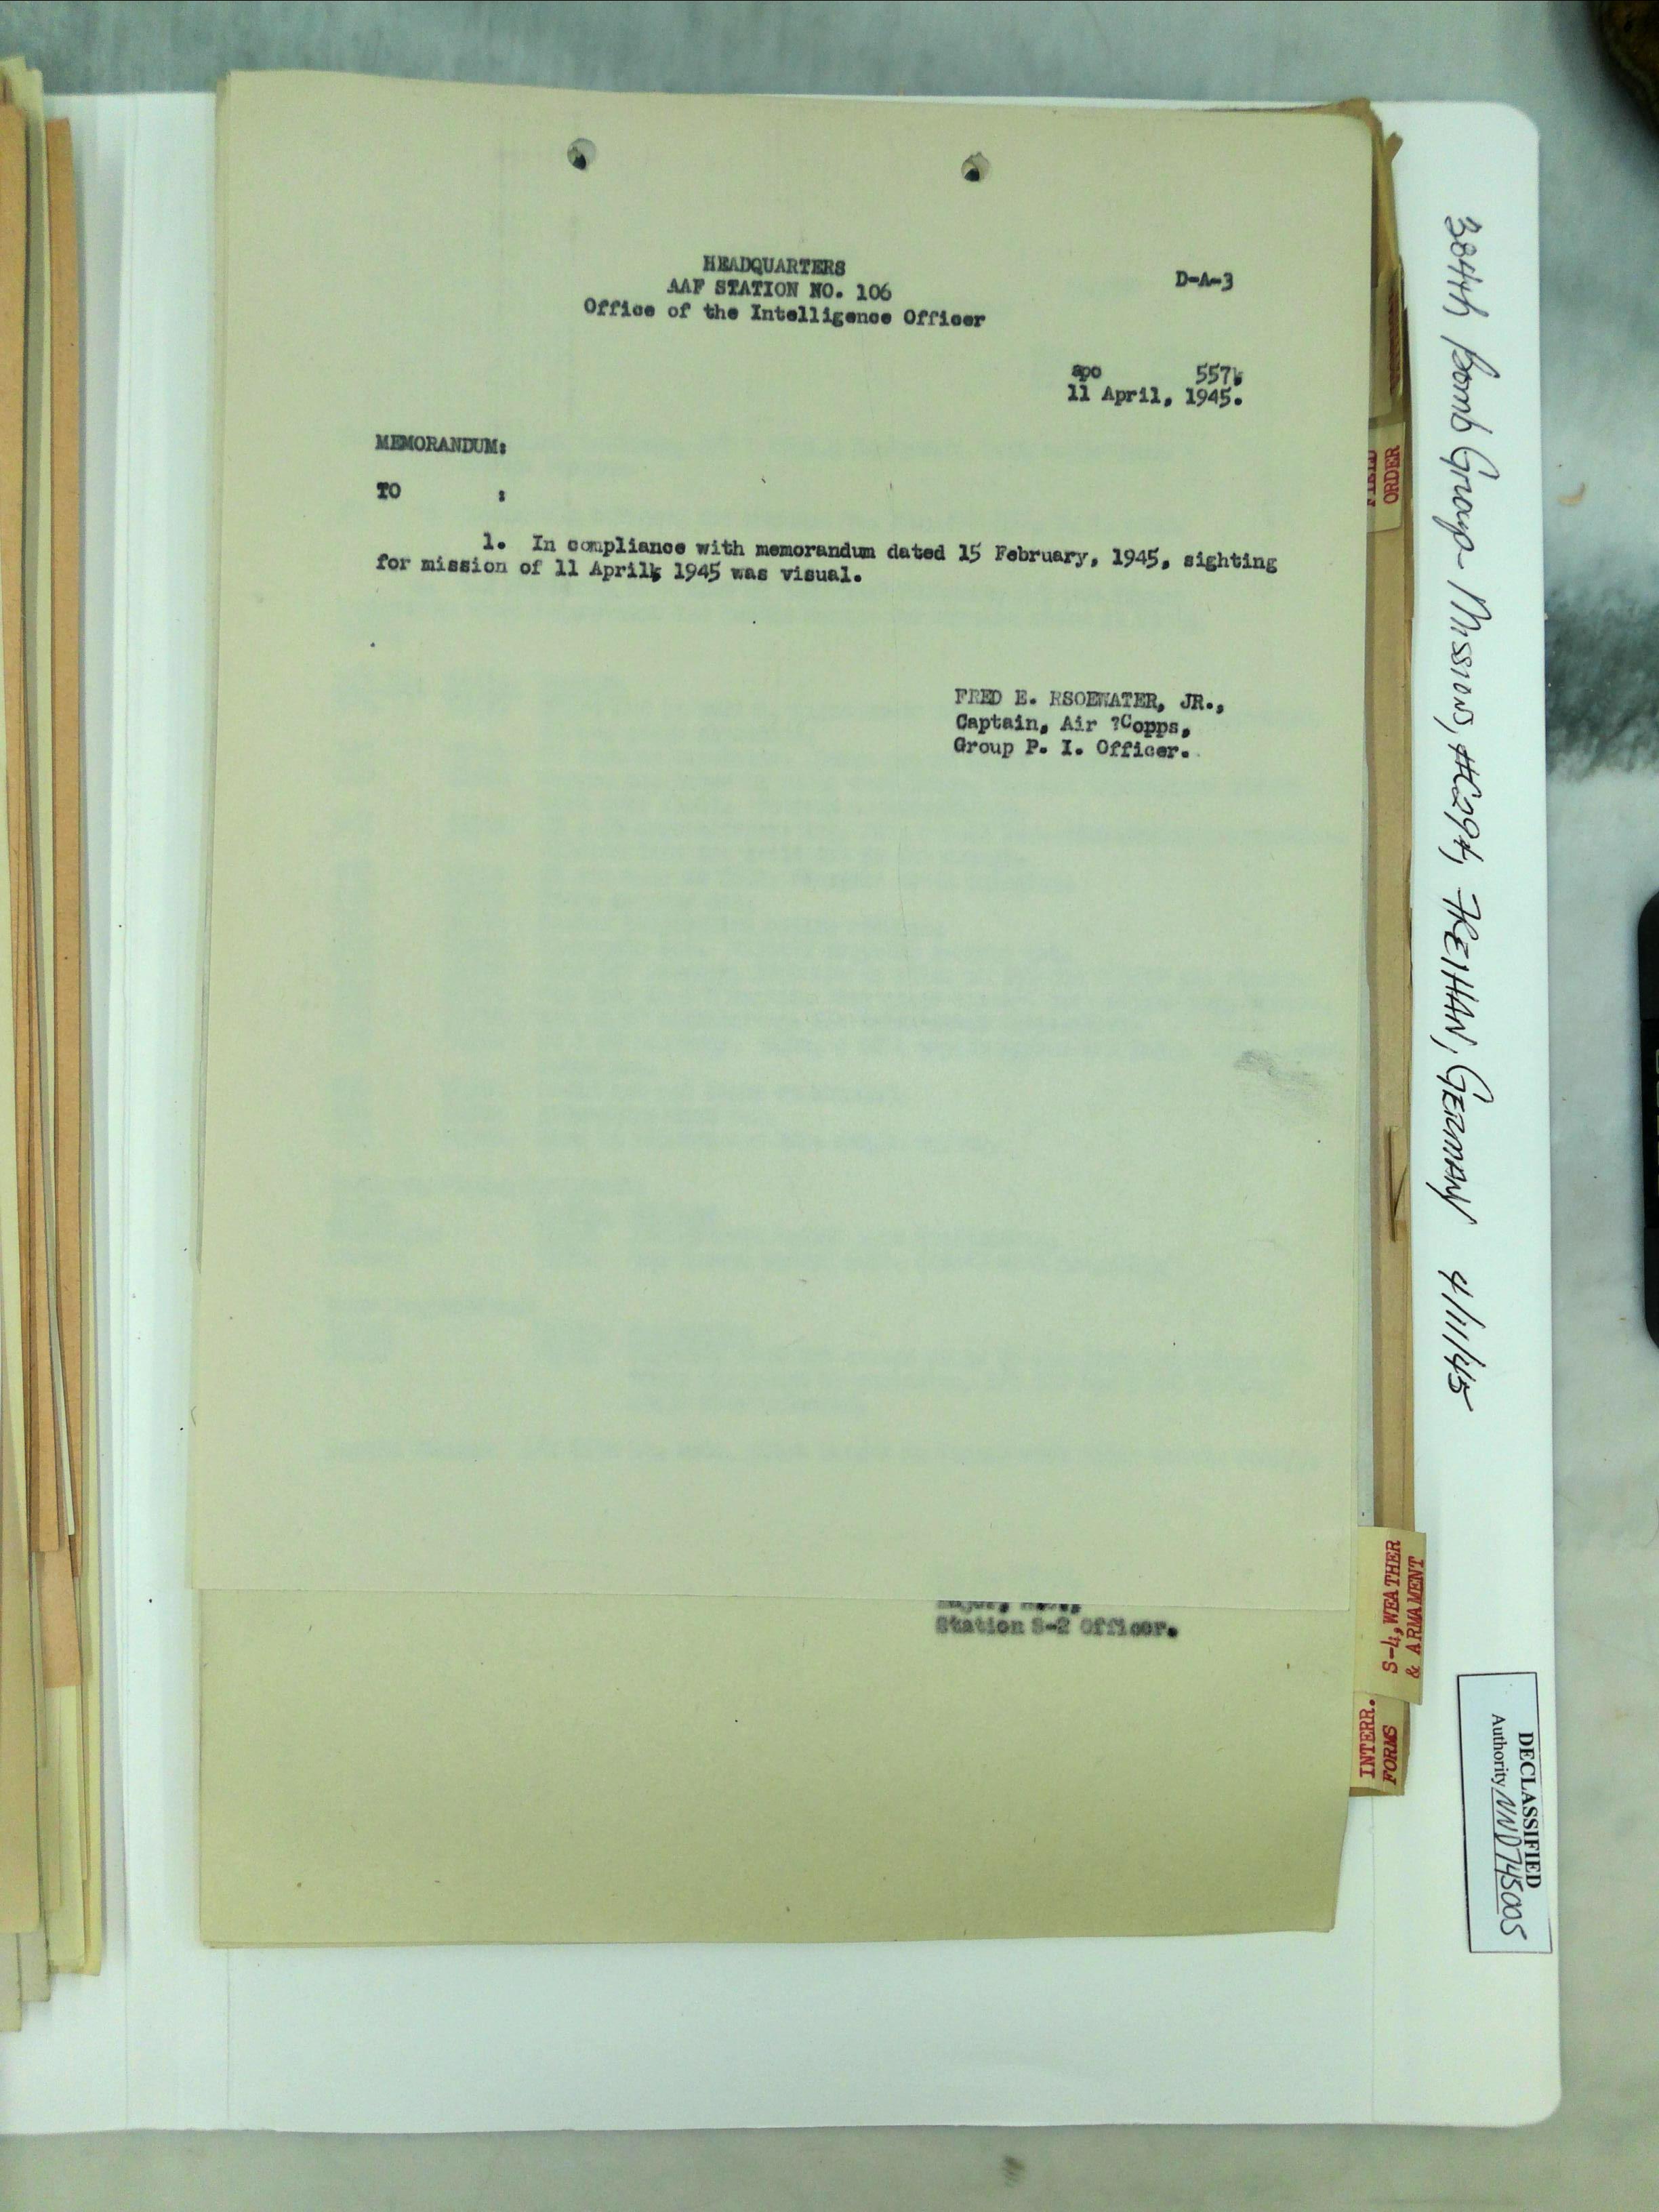 HEADQUARTERS
AAF STATION NO. 106
Office of the Intelligence Officer
D-A-3
apo 557,
11 April, 1945.
MEMORANDUM:
TO :
1. In compliance with memorandum dated 15 February, 1945, sighting
for mission of 11 April, 1945 was visual.
FRED E. RSOEWATER, JR.,
Captain, Air ?Copps,
Group P. I. Officer.
Station S-2 Officer.
FIELD
ORDER
S-4, WEATHER
& ARMAMENT
INTERR.
FORMS
384th Bomb Group - Mission, GERMANY 4/11/45
DECLASSIFIED
Authority NND745005